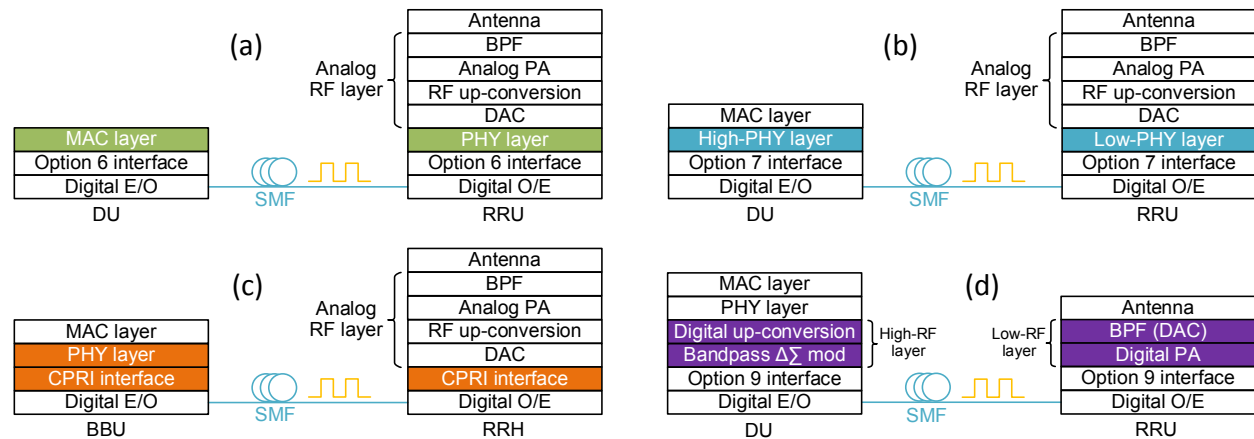 (a)
Antenna
BPF
Analog PA
RF up-conversion
DAC
Analog
RF layer
MAC layer
Option 6 interface
Digital E/O
DU
SMF
PHY layer
Option 6 interface
Digital O/E
RRU
(b)
Antenna
BPF
Analog PA
RF up-conversion
DAC
Analog
RF layer
MAC layer
High-PHY layer
Option 7 interface
Digital E/O
DU
SMF
Low-PHY layer
Option 7 interface
Digital O/E
RRU
(c)
Antenna
BPF
Analog PA
RF up-conversion
DAC
Analog
RF layer
MAC layer
PHY layer
CPRI interface
Digital E/O
BBU
SMF
CPRI interface
Digital O/E
RRH
(d)
MAC layer
PHY layer
Digital up-conversion
Bandpass Δ∑ mod
High-RF
layer
Option 9 interface
Digital E/O
DU
SMF
Antenna
Low-RF
layer
BPF (DAC)
Digital PA
Option 9 interface
Digital O/E
RRU